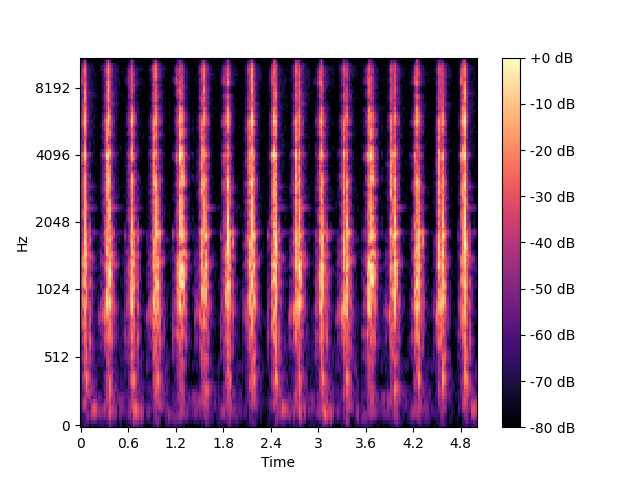 8192
4096
2048
1024
512
0
Hz
0 0.6 1.2 1.8 2.4 3 3.6 4.2 4.8
Time
+0 dB
-10 dB
-20 dB
-30 dB
-40 dB
-50 dB
-60 dB
-70 dB
-80 dB